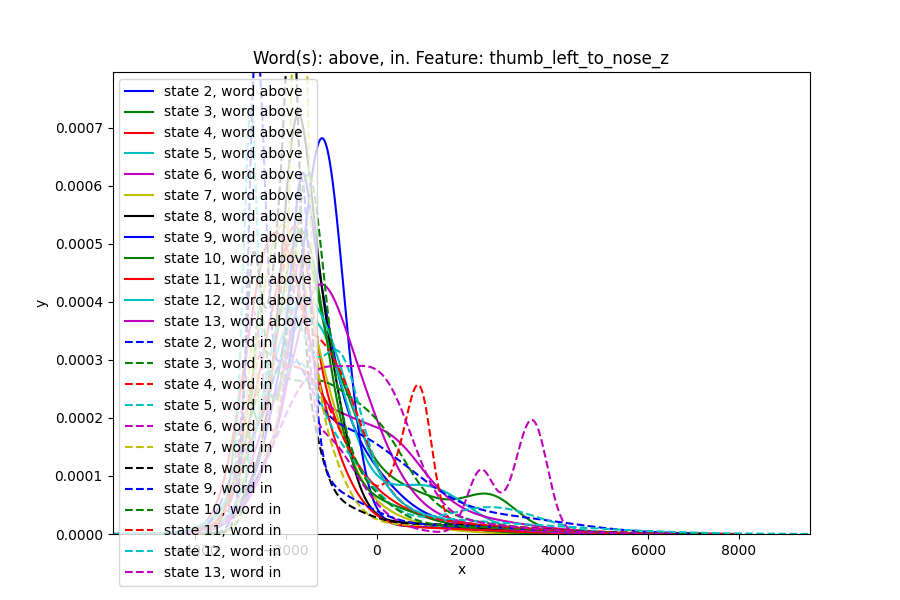 Word(s): above, in. Feature: thumb_left_to_nose_z
y
0.0007
0.0006
0.0005
0.0004
0.0003
0.0002
0.0001
0.0000
state 2, word above
state 3, word above
state 4, word above
state 5, word above
state 6, word above
state 7, word above
state 8, word above
state 9, word above
state 10, word above
state 11, word above
state 12, word above
state 13, word above
state 2, word in
state 3, word in
state 4, word in
state 5, word in
state 6, word in
state 7, word in
state 8, word in
state 9, word in
state 10, word in
state 11, word in
state 12, word in
state 13, word in
0 2000 4000 6000 8000
x